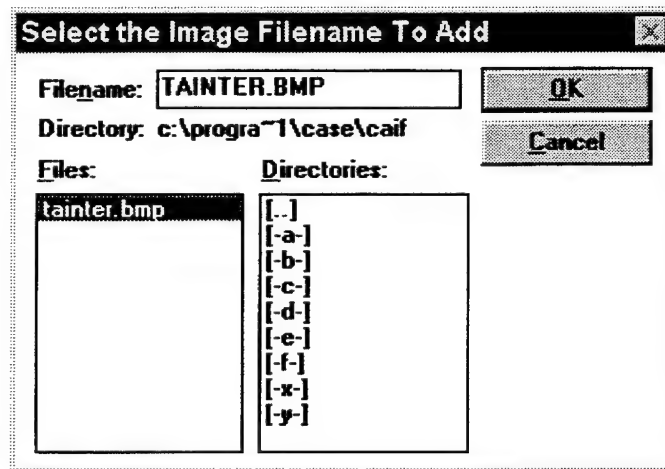 Select the Image Filename To Add
Filename: TAINTER.BMP
OK
Directory: c:\progra~1\case\caif
Cancel
Files:
Directories:
tainter.bmp
[..]
[-a-]
[-b-]
[-c-]
[-d-]
[-e-]
[-f-]
[-x-]
[-y-]